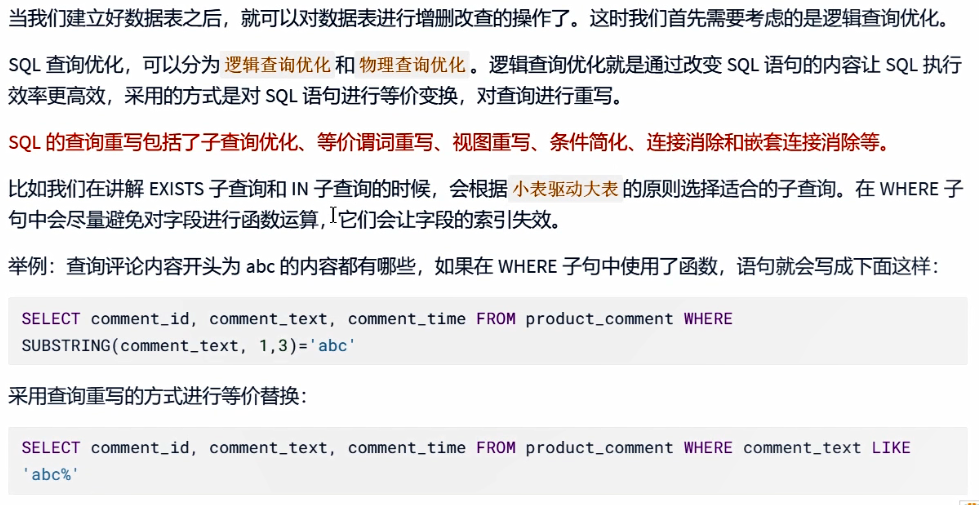 当我们建立好数据表之后，就可以对数据表进行增删改查的操作了。这时我们首先需要考虑的是逻辑查询优化。
SQL 查询优化，可以分为 逻辑查询优化 和 物理查询优化 。逻辑查询优化就是通过改变 SQL 语句的内容让 SQL 执行
效率更高效，采用的方式是对 SQL 语句进行等价变换，对查询进行重写。
SQL 的查询重写包括了子查询优化、等价谓词重写、视图重写、条件简化、连接消除和嵌套连接消除等。
比如我们在讲解 EXISTS 子查询和 IN 子查询的时候，会根据 小表驱动大表 的原则选择适合的子查询。在 WHERE 子
句中会尽量避免对字段进行函数运算，它们会让字段的索引失效。
举例：查询评论内容开头为 abc 的内容都有哪些，如果在 WHERE 子句中使用了函数，语句就会写成下面这样：
SELECT comment_id, comment_text, comment_time FROM product_comment WHERE
SUBSTRING(comment_text, 1,3)='abc'
采用查询重写的方式进行等价替换：
SELECT comment_id, comment_text, comment_time FROM product_comment WHERE comment_text LIKE
'abc%'